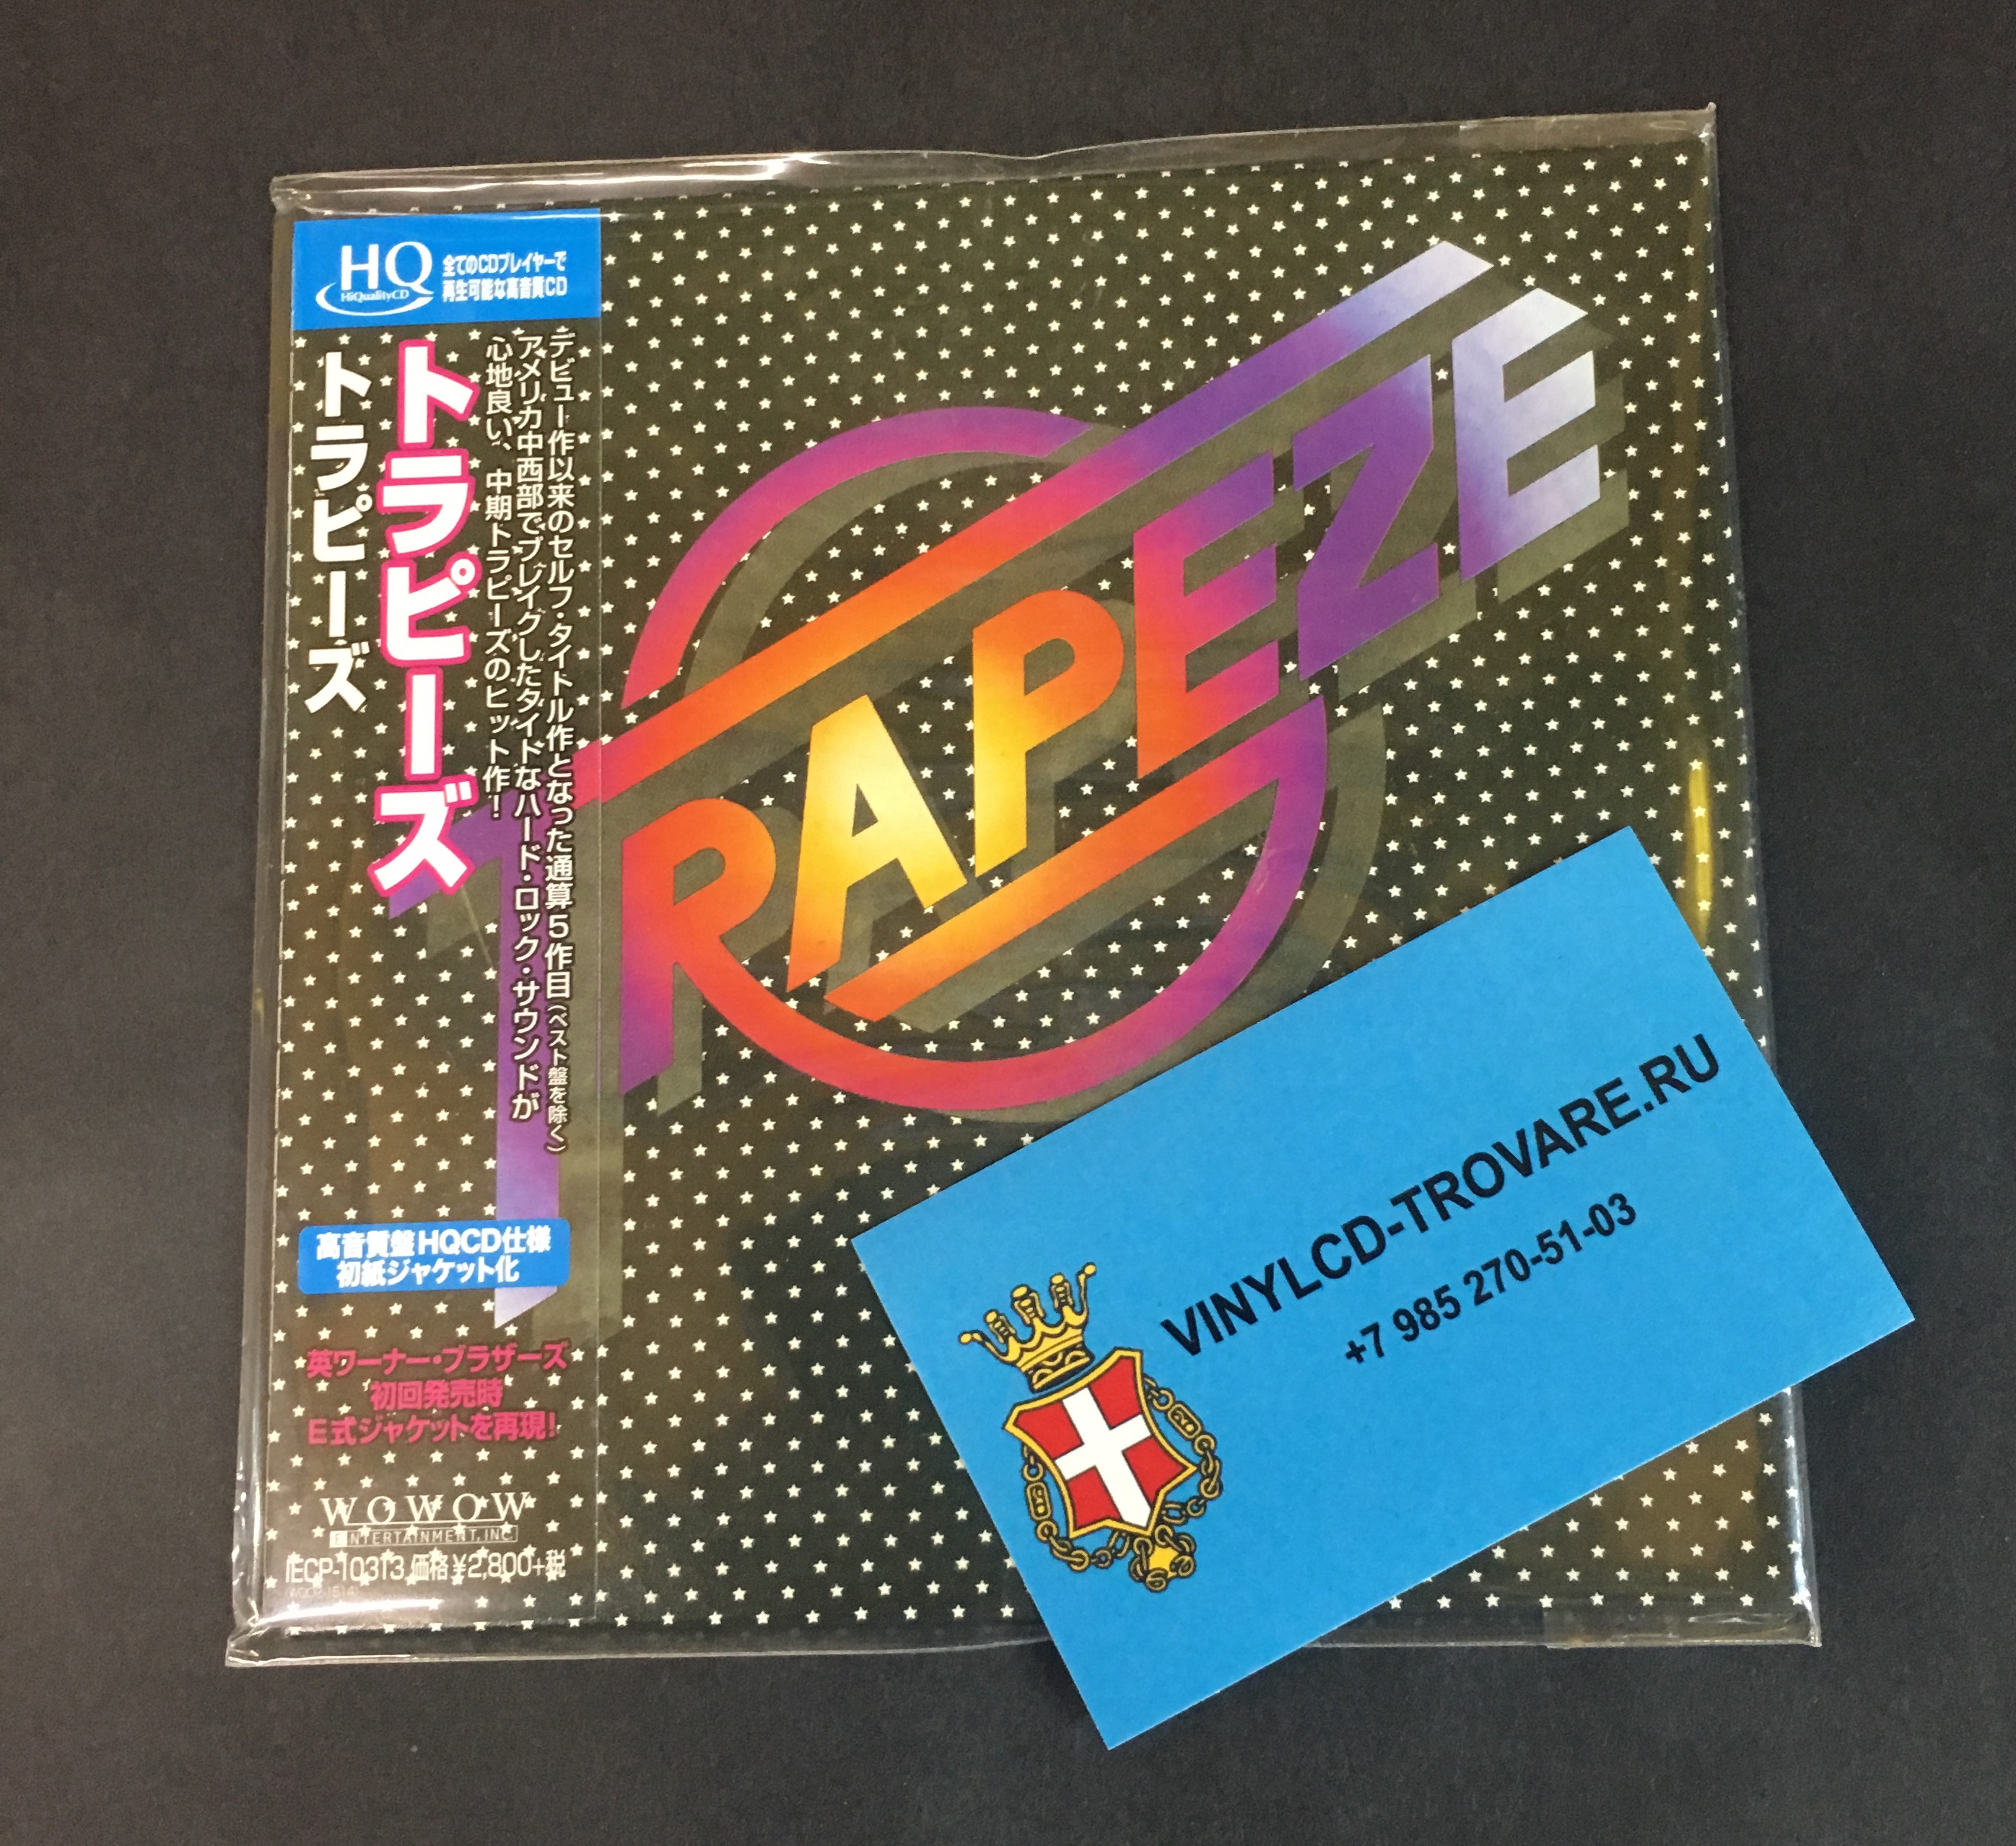 HQ
HiQualityCD
全てのCDプレイヤーで
再生可能な高音質CD
デビュー作以来のセルフ・タイトル作となった通算5作目(ベスト盤を除く)
アメリカ中西部でブレイクしたタイトなハード・ロック・サウンドが
心地良い、中期トラピーズのヒット作!
トラピーズ
トラピーズ
TRAPEZE
高音質盤HQCD仕様
初紙ジャケット化
英ワーナー・ブラザーズ
初回発売時
E式ジャケットを再現!
WOWOW
ENTERTAINMENT, INC.
IECP-10313 価格¥2,800+税
VINYLCD-TROVARE.RU
+7 985 270-51-03